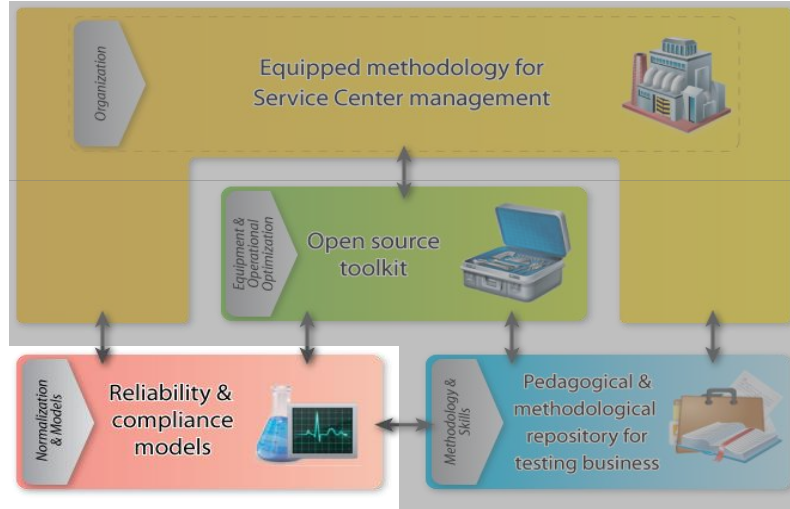 Organization
Equipped methodology for
Service Center management
Equipment &
Operational
Optimization
Open source
toolkit
Normalization
& Models
Reliability &
compliance
models
Methodology &
Skills
Pedagogical &
methodological
repository for
testing business